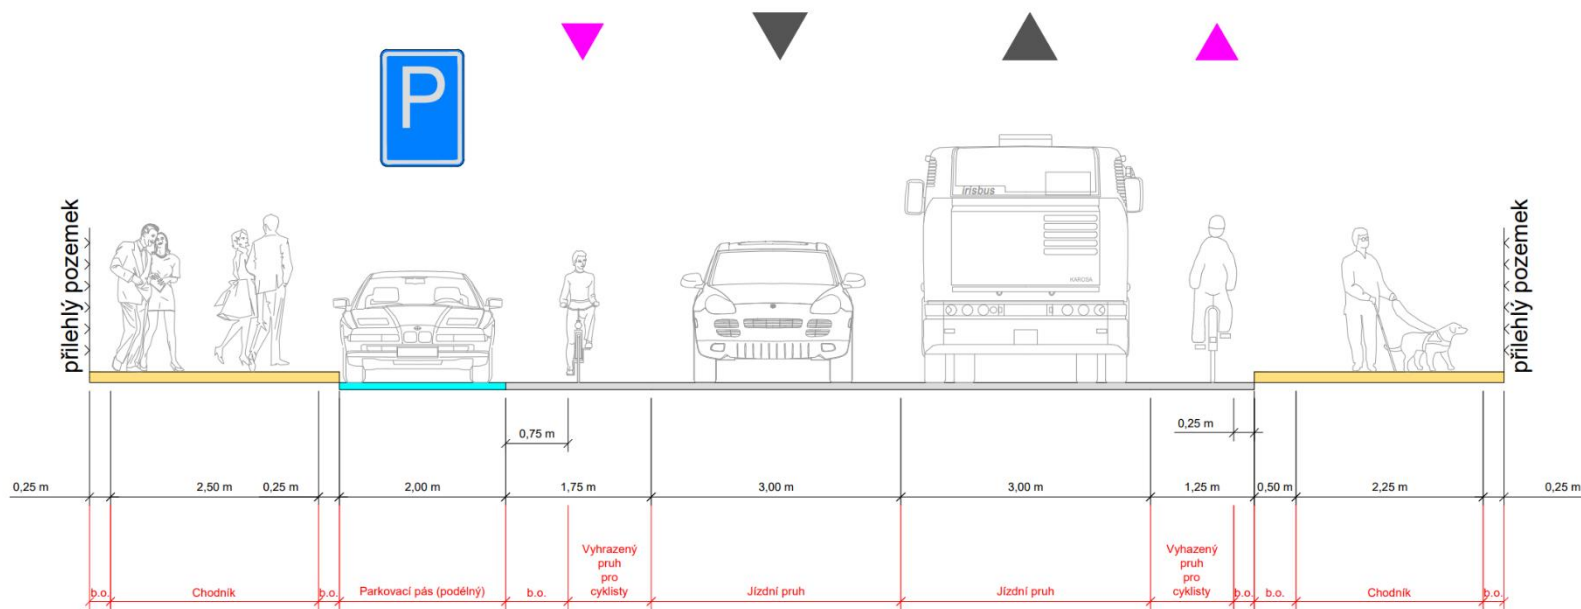 P
přilehlý pozemek
irisbus
KAROSA
přilehlý pozemek
0,75 m
0,25 m
0,25 m
2,50 m
0,25 m
2,00 m
1,75 m
3,00 m
3,00 m
1,25 m
0,50 m
2,25 m
0,25 m
Vyhrazený
pruh
pro
cyklisty
Vyhazený
pruh
pro
cyklisty
b.o.
Chodník
b.o.
Parkovací pás (podélný)
b.o.
Jízdní pruh
Jízdní pruh
b.o.
b.o.
Chodník
b.o.